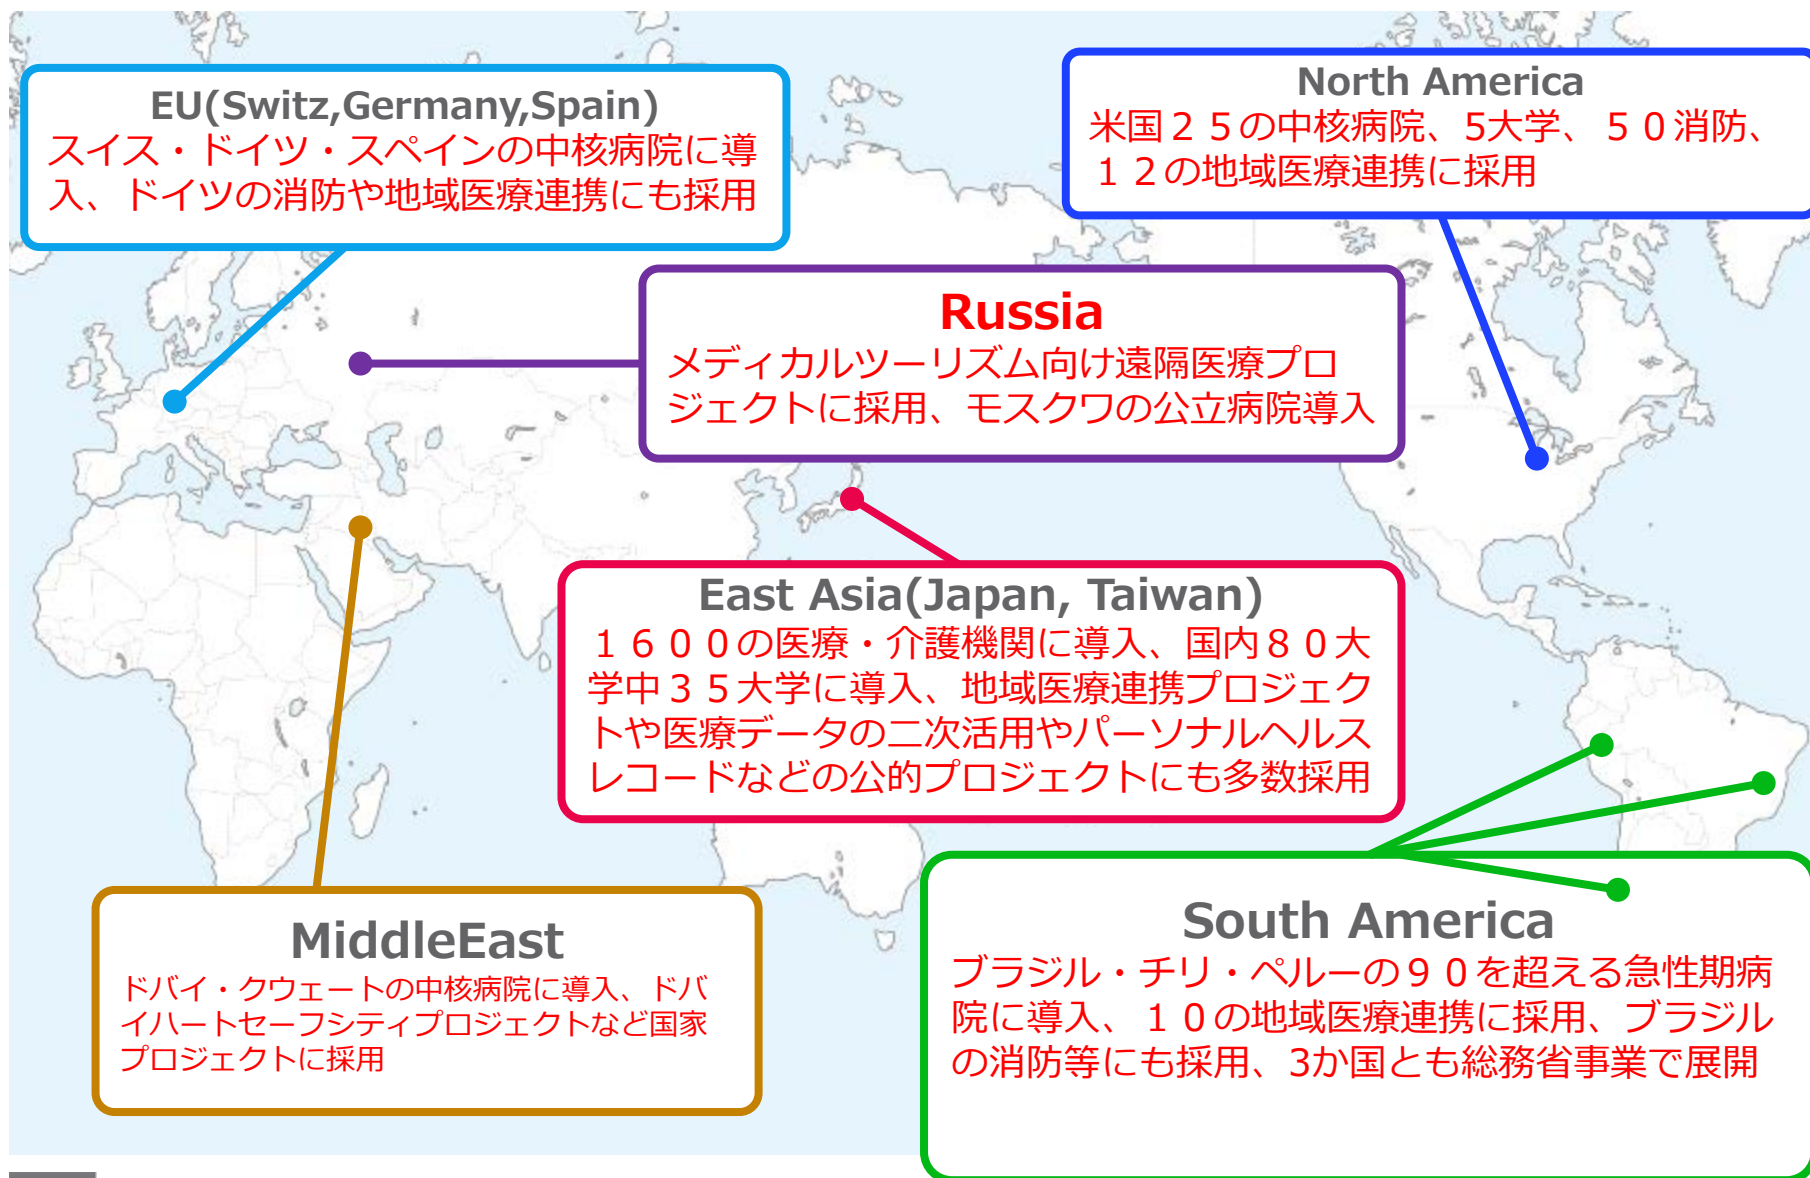 EU(Switz,Germany,Spain)
スイス・ドイツ・スペインの中核病院に導
入、ドイツの消防や地域医療連携にも採用
North America
米国２５の中核病院、5大学、５０消防、
１２の地域医療連携に採用
Russia
メディカルツーリズム向け遠隔医療プロ
ジェクトに採用、モスクワの公立病院導入
East Asia(Japan, Taiwan)
１６００の医療・介護機関に導入、国内８０大
学中３５大学に導入、地域医療連携プロジェク
トや医療データの二次活用やパーソナルヘルス
レコードなどの公的プロジェクトにも多数採用
MiddleEast
ドバイ・クウェートの中核病院に導入、ドバ
イハートセーフシティプロジェクトなど国家
プロジェクトに採用
South America
ブラジル・チリ・ペルーの９０を超える急性期病
院に導入、１０の地域医療連携に採用、ブラジル
の消防等にも採用、3か国とも総務省事業で展開